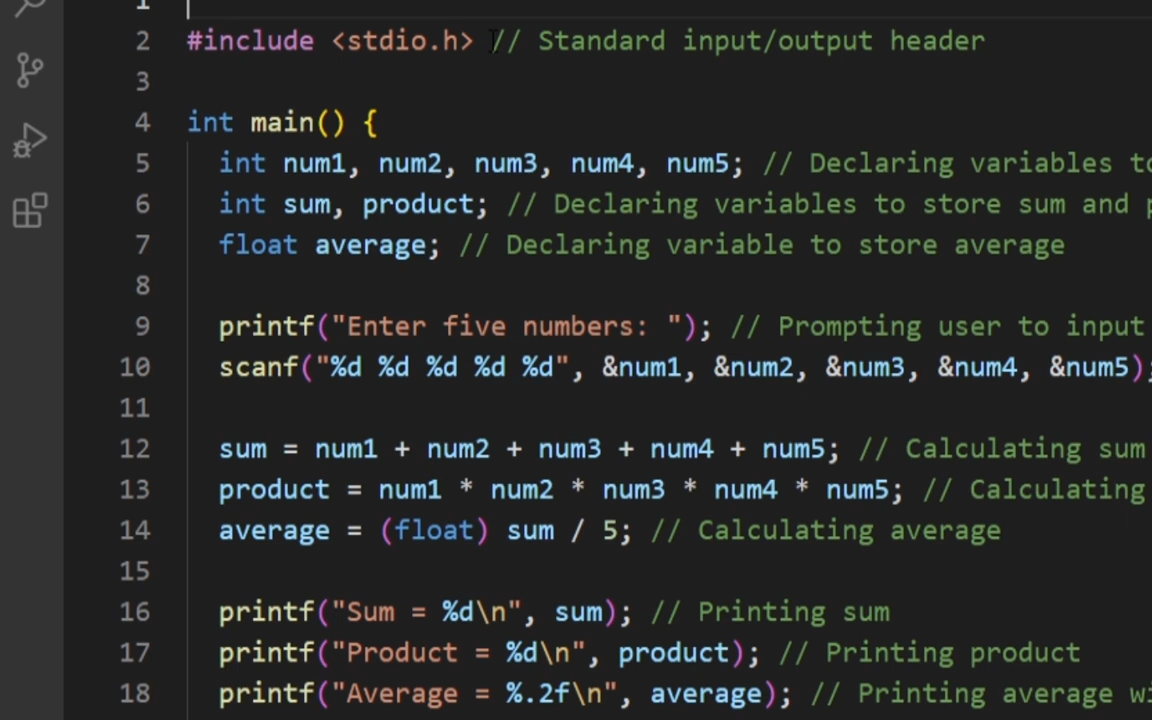 1
2 #include <stdio.h> // Standard input/output header
3
4 int main() {
5 int num1, num2, num3, num4, num5; // Declaring variables
6 int sum, product; // Declaring variables to store sum and
7 float average; // Declaring variable to store average
8
9 printf("Enter five numbers: "); // Prompting user to input
10 scanf("%d %d %d %d %d", &num1, &num2, &num3, &num4, &num5);
11
12 sum = num1 + num2 + num3 + num4 + num5; // Calculating sum
13 product = num1 * num2 * num3 * num4 * num5; // Calculating
14 average = (float) sum / 5; // Calculating average
15
16 printf("Sum = %d\n", sum); // Printing sum
17 printf("Product = %d\n", product); // Printing product
18 printf("Average = %.2f\n", average); // Printing average